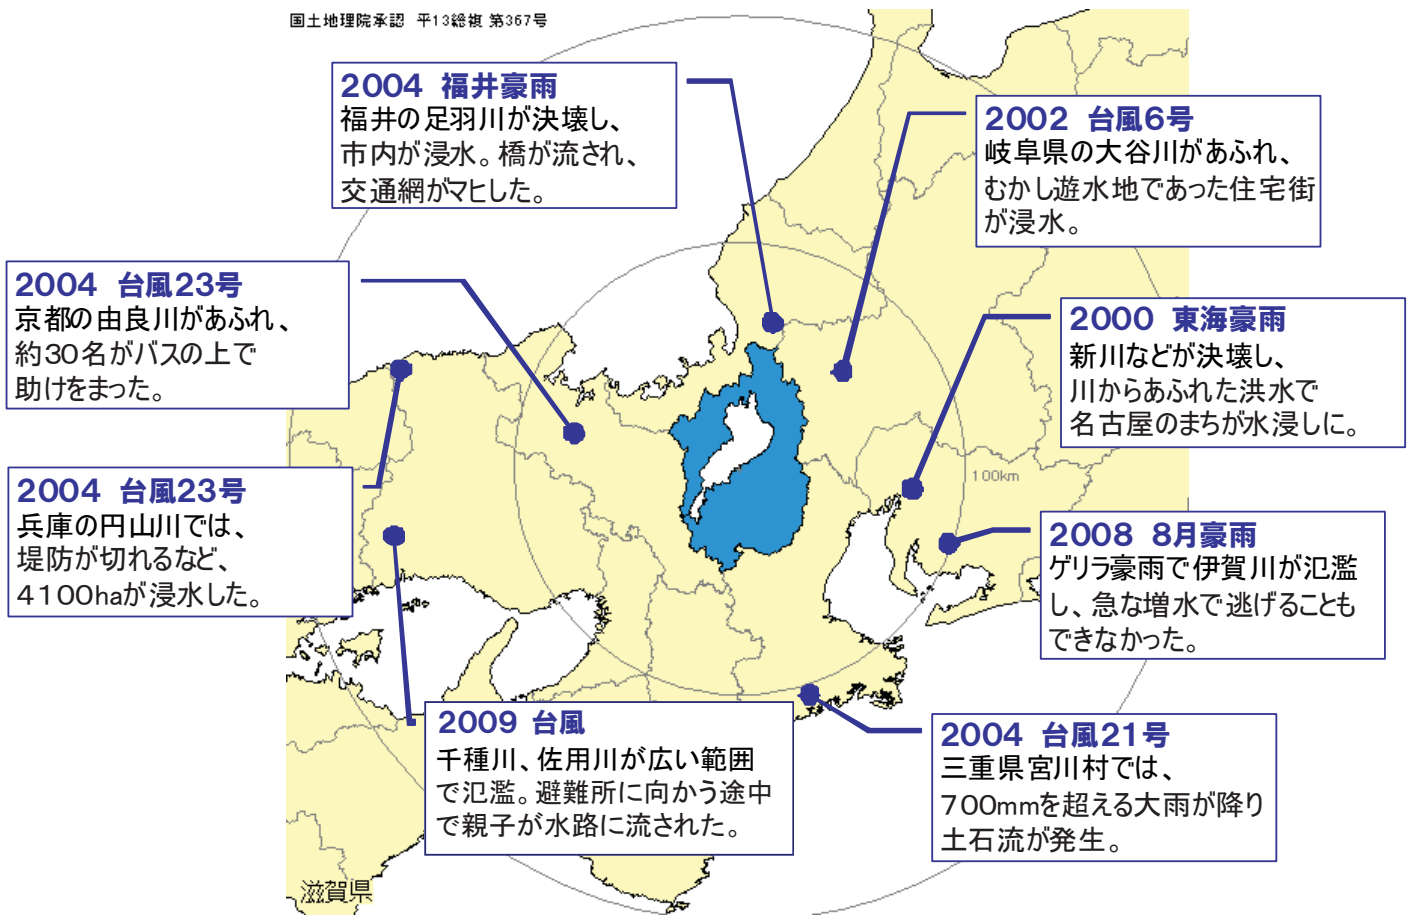 国土地理院承認 平13総複 第367号
2004 福井豪雨
福井の足羽川が決壊し、
市内が浸水。橋が流され、
交通網がマヒした。
2002 台風6号
岐阜県の大谷川があふれ、
むかし遊水地であった住宅街
が浸水。
2004 台風23号
京都の由良川があふれ、
約30名がバスの上で
助けをまった。
2000 東海豪雨
新川などが決壊し、
川からあふれた洪水で
名古屋のまちが水浸しに。
2004 台風23号
兵庫の円山川では、
堤防が切れるなど、
4100haが浸水した。
100km
2008 8月豪雨
ゲリラ豪雨で伊賀川が氾濫
し、急な増水で逃げることも
できなかった。
2009 台風
千種川、佐用川が広い範囲
で氾濫。避難所に向かう途中
で親子が水路に流された。
2004 台風21号
三重県宮川村では、
700mmを超える大雨が降り
土石流が発生。
滋賀県